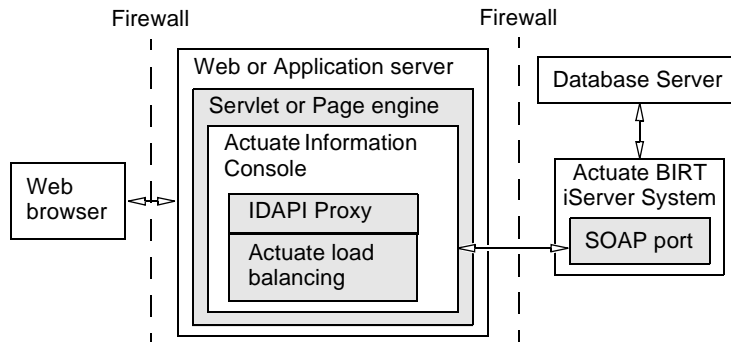 Firewall
Firewall
Web or Application server
Servlet or Page engine
Actuate Information
Console
IDAPI Proxy
Actuate load
balancing
Web
browser
Database Server
Actuate BIRT
iServer System
SOAP port